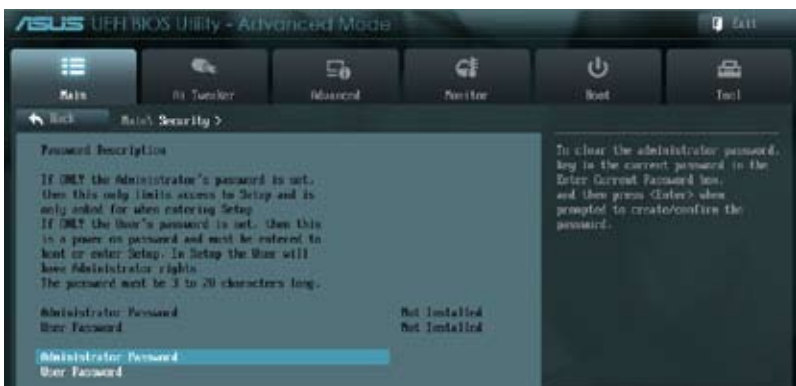 ASUS UEFI BIOS Utility - Advanced Mode
Exit
Main
Ai Tweaker
Advanced
Monitor
Boot
Tool
Back
Main\ Security >
Password Description
If ONLY the Administrator's password is set,
then this only limits access to Setup and is
only asked for when entering Setup
If ONLY the User's password is set, then this
is a power on password and must be entered to
boot or enter Setup. In Setup the User will
have Administrator rights
The password must be 3 to 20 characters long.
Administrator Password
Not Installed
User Password
Not Installed
Administrator Password
User Password
To clear the administrator password,
key in the current password in the
Enter Current Password box,
and then press <Enter> when
prompted to create/confirm the
password.